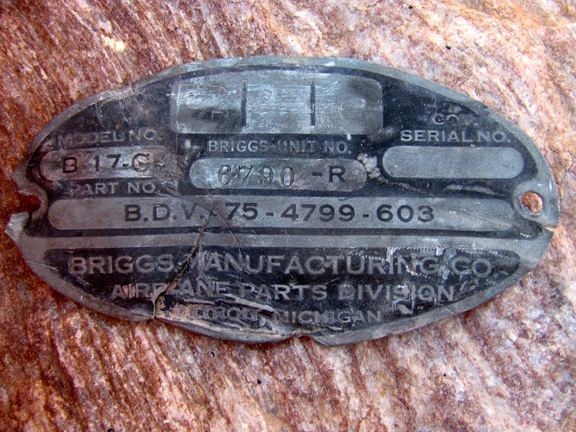 CO.
MODEL NO. BRIGGS UNIT NO. SERIAL NO.
B-17-G 6790 -R
PART NO.
B.D.V. 75-4799-603
BRIGGS MANUFACTURING CO.
AIRPLANE PARTS DIVISION
DETROIT, MICHIGAN